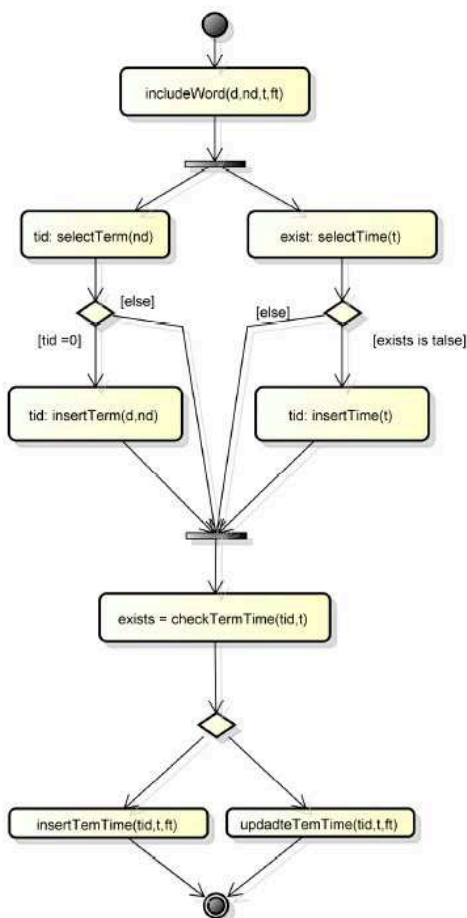 includeWord(d,nd,t,ft)
tid: selectTerm(nd)
exist: selectTime(t)
[else]
[else]
[tid =0]
[exists is talse]
tid: insertTerm(d,nd)
tid: insertTime(t)
exists = checkTermTime(tid,t)
insertTemTime(tid,t,ft)
updadteTemTime(tid,t,ft)